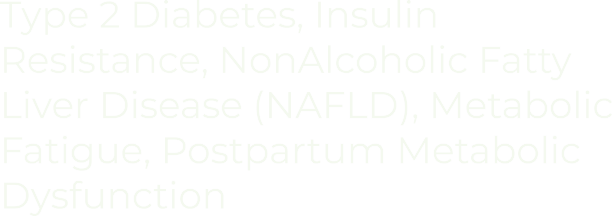 Type 2 Diabetes, Insulin
Resistance, NonAlcoholic Fatty
Liver Disease (NAFLD), Metabolic
Fatigue, Postpartum Metabolic
Dysfunction